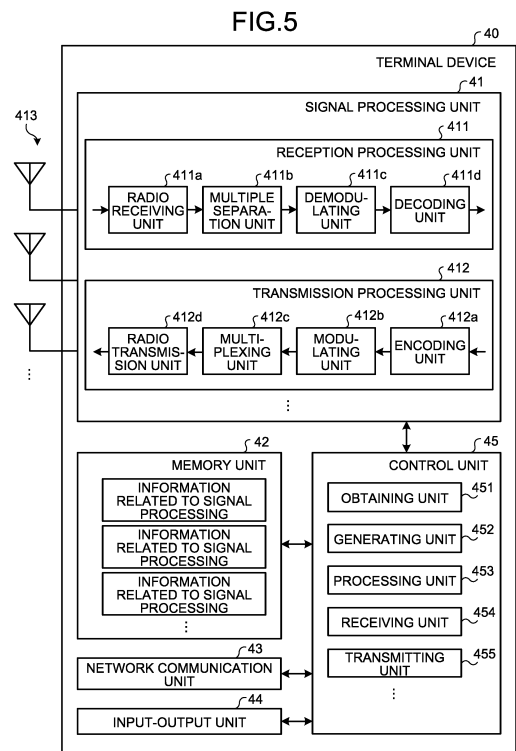 FIG.5
40
TERMINAL DEVICE
41
SIGNAL PROCESSING UNIT
413
411
RECEPTION PROCESSING UNIT
411a
411b
411c
411d
RADIO
RECEIVING
UNIT
MULTIPLE
SEPARA-
TION UNIT
DEMODU-
LATING
UNIT
DECODING
UNIT
412
TRANSMISSION PROCESSING UNIT
412d
412c
412b
412a
RADIO
TRANSMIS-
SION UNIT
MULTI-
PLEXING
UNIT
MODU-
LATING
UNIT
ENCODING
UNIT
42
MEMORY UNIT
INFORMATION
RELATED TO SIGNAL
PROCESSING
INFORMATION
RELATED TO SIGNAL
PROCESSING
INFORMATION
RELATED TO SIGNAL
PROCESSING
45
CONTROL UNIT
OBTAINING UNIT
451
GENERATING UNIT
452
PROCESSING UNIT
453
RECEIVING UNIT
454
TRANSMITTING
UNIT
455
43
NETWORK COMMUNICATION
UNIT
44
INPUT-OUTPUT UNIT